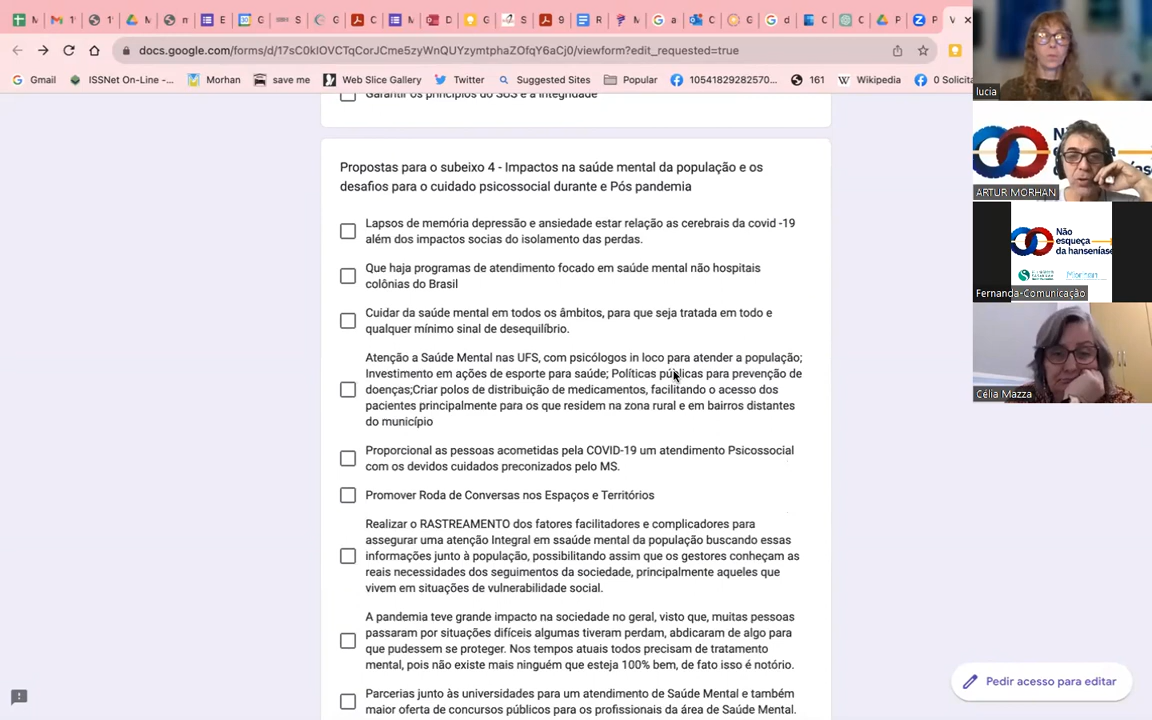 docs.google.com/forms/d/17sC0kIOVCTqCorJCme5zyWnQUYzymtphaZOfqY6aCj0/viewform?edit_requested=true
Gmail
ISSNet On-Line -...
Morhan
save me
Web Slice Gallery
Twitter
Suggested Sites
Popular
10541829282570...
161
Wikipedia
0 Solicita
Garantir os princípios do SUS e a integridade
Propostas para o subeixo 4 - Impactos na saúde mental da população e os
desafios para o cuidado psicossocial durante e Pós pandemia
Lapsos de memória depressão e ansiedade estar relação as cerebrais da covid -19
além dos impactos socias do isolamento das perdas.
Que haja programas de atendimento focado em saúde mental não hospitais
colônias do Brasil
Cuidar da saúde mental em todos os âmbitos, para que seja tratada em todo e
qualquer mínimo sinal de desequilíbrio.
Atenção a Saúde Mental nas UFS, com psicólogos in loco para atender a população;
Investimento em ações de esporte para saúde; Políticas públicas para prevenção de
doenças;Criar polos de distribuição de medicamentos, facilitando o acesso dos
pacientes principalmente para os que residem na zona rural e em bairros distantes
do município
Proporcional as pessoas acometidas pela COVID-19 um atendimento Psicossocial
com os devidos cuidados preconizados pelo MS.
Promover Roda de Conversas nos Espaços e Territórios
Realizar o RASTREAMENTO dos fatores facilitadores e complicadores para
assegurar uma atenção Integral em ssaúde mental da população buscando essas
informações junto à população, possibilitando assim que os gestores conheçam as
reais necessidades dos seguimentos da sociedade, principalmente aqueles que
vivem em situações de vulnerabilidade social.
A pandemia teve grande impacto na sociedade no geral, visto que, muitas pessoas
passaram por situações difíceis algumas tiveram perdam, abdicaram de algo para
que pudessem se proteger. Nos tempos atuais todos precisam de tratamento
mental, pois não existe mais ninguém que esteja 100% bem, de fato isso é notório.
Parcerias junto às universidades para um atendimento de Saúde Mental e também
maior oferta de concursos públicos para os profissionais da área de Saúde Mental.
Pedir acesso para editar
lucia
ARTUR MORHAN
Não
esqueça
da hanseníase
Morhan
Fernanda-Comunicação
Célia Mazza